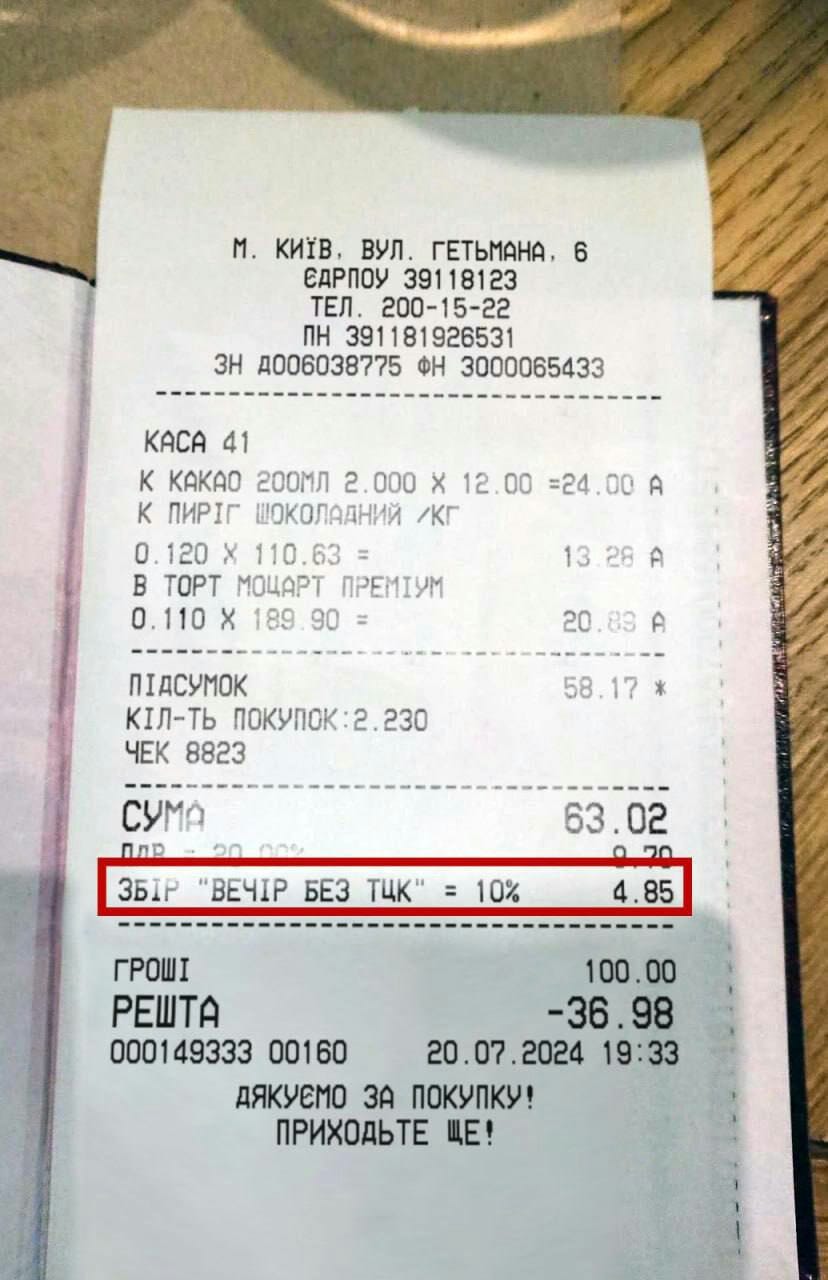 М. КИЇВ, ВУЛ. ГЕТЬМАНА, 6
ЄДРПОУ 39118123
ТЕЛ. 200-15-22
ПН 391181926531
ЗН Д006038775 ФН 3000065433
КАСА 41
К КАКАО 200МЛ 2.000 X 12.00 =24.00 А
К ПИРІГ ШОКОЛАДНИЙ /КГ
0.120 X 110.63 = 13.28 А
В ТОРТ МОЦАРТ ПРЕМІУМ
0.110 X 189.90 = 20.89 А
ПІДСУМОК 58.17 *
КІЛ-ТЬ ПОКУПОК:2.230
ЧЕК 8823
СУМА 63.02
ПДВ = 20.00% 9.70
ЗБІР "ВЕЧІР БЕЗ ТЦК" = 10% 4.85
ГРОШІ 100.00
РЕШТА -36.98
000149333 00160 20.07.2024 19:33
ДЯКУЄМО ЗА ПОКУПКУ!
ПРИХОДЬТЕ ЩЕ!